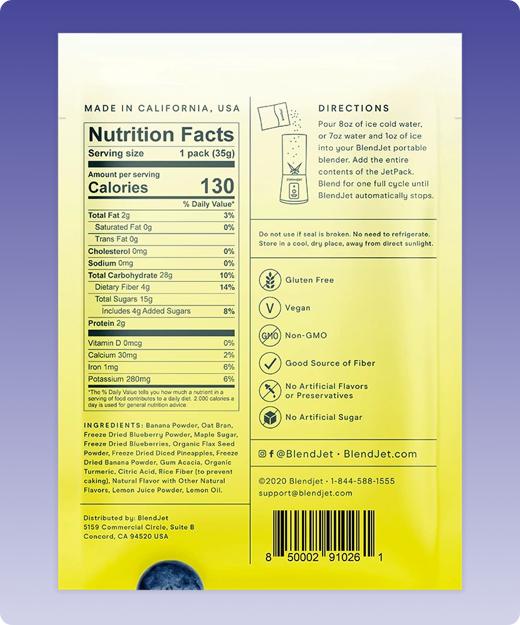 MADE IN CALIFORNIA, USA
Nutrition Facts
Serving size 1 pack (35g)
Amount per serving
Calories 130
% Daily Value*
Total Fat 2g 3%
Saturated Fat 0g 0%
Trans Fat 0g
Cholesterol 0mg 0%
Sodium 0mg 0%
Total Carbohydrate 28g 10%
Dietary Fiber 4g 14%
Total Sugars 15g
Includes 4g Added Sugars 8%
Protein 2g
Vitamin D 0mcg 0%
Calcium 30mg 2%
Iron 1mg 6%
Potassium 280mg 6%
*The % Daily Value tells you how much a nutrient in a
serving of food contributes to a daily diet. 2,000 calories a
day is used for general nutrition advice.
INGREDIENTS: Banana Powder, Oat Bran,
Freeze Dried Blueberry Powder, Maple Sugar,
Freeze Dried Blueberries, Organic Flax Seed
Powder, Freeze Dried Diced Pineapples, Freeze
Dried Banana Powder, Gum Acacia, Organic
Turmeric, Citric Acid, Rice Fiber (to prevent
caking), Natural Flavor with Other Natural
Flavors, Lemon Juice Powder, Lemon Oil.
Distributed by: BlendJet
5159 Commercial Circle, Suite B
Concord, CA 94520 USA
DIRECTIONS
Pour 8oz of ice cold water,
or 7oz water and 1oz of ice
into your BlendJet portable
blender. Add the entire
contents of the JetPack.
Blend for one full cycle until
BlendJet automatically stops.
Do not use if seal is broken. No need to refrigerate.
Store in a cool, dry place, away from direct sunlight.
Gluten Free
V Vegan
GMO Non-GMO
Good Source of Fiber
No Artificial Flavors
or Preservatives
No Artificial Sugar
@BlendJet • BlendJet.com
©2020 Blendjet • 1-844-588-1555
support@blendjet.com
8 50002 91026 1